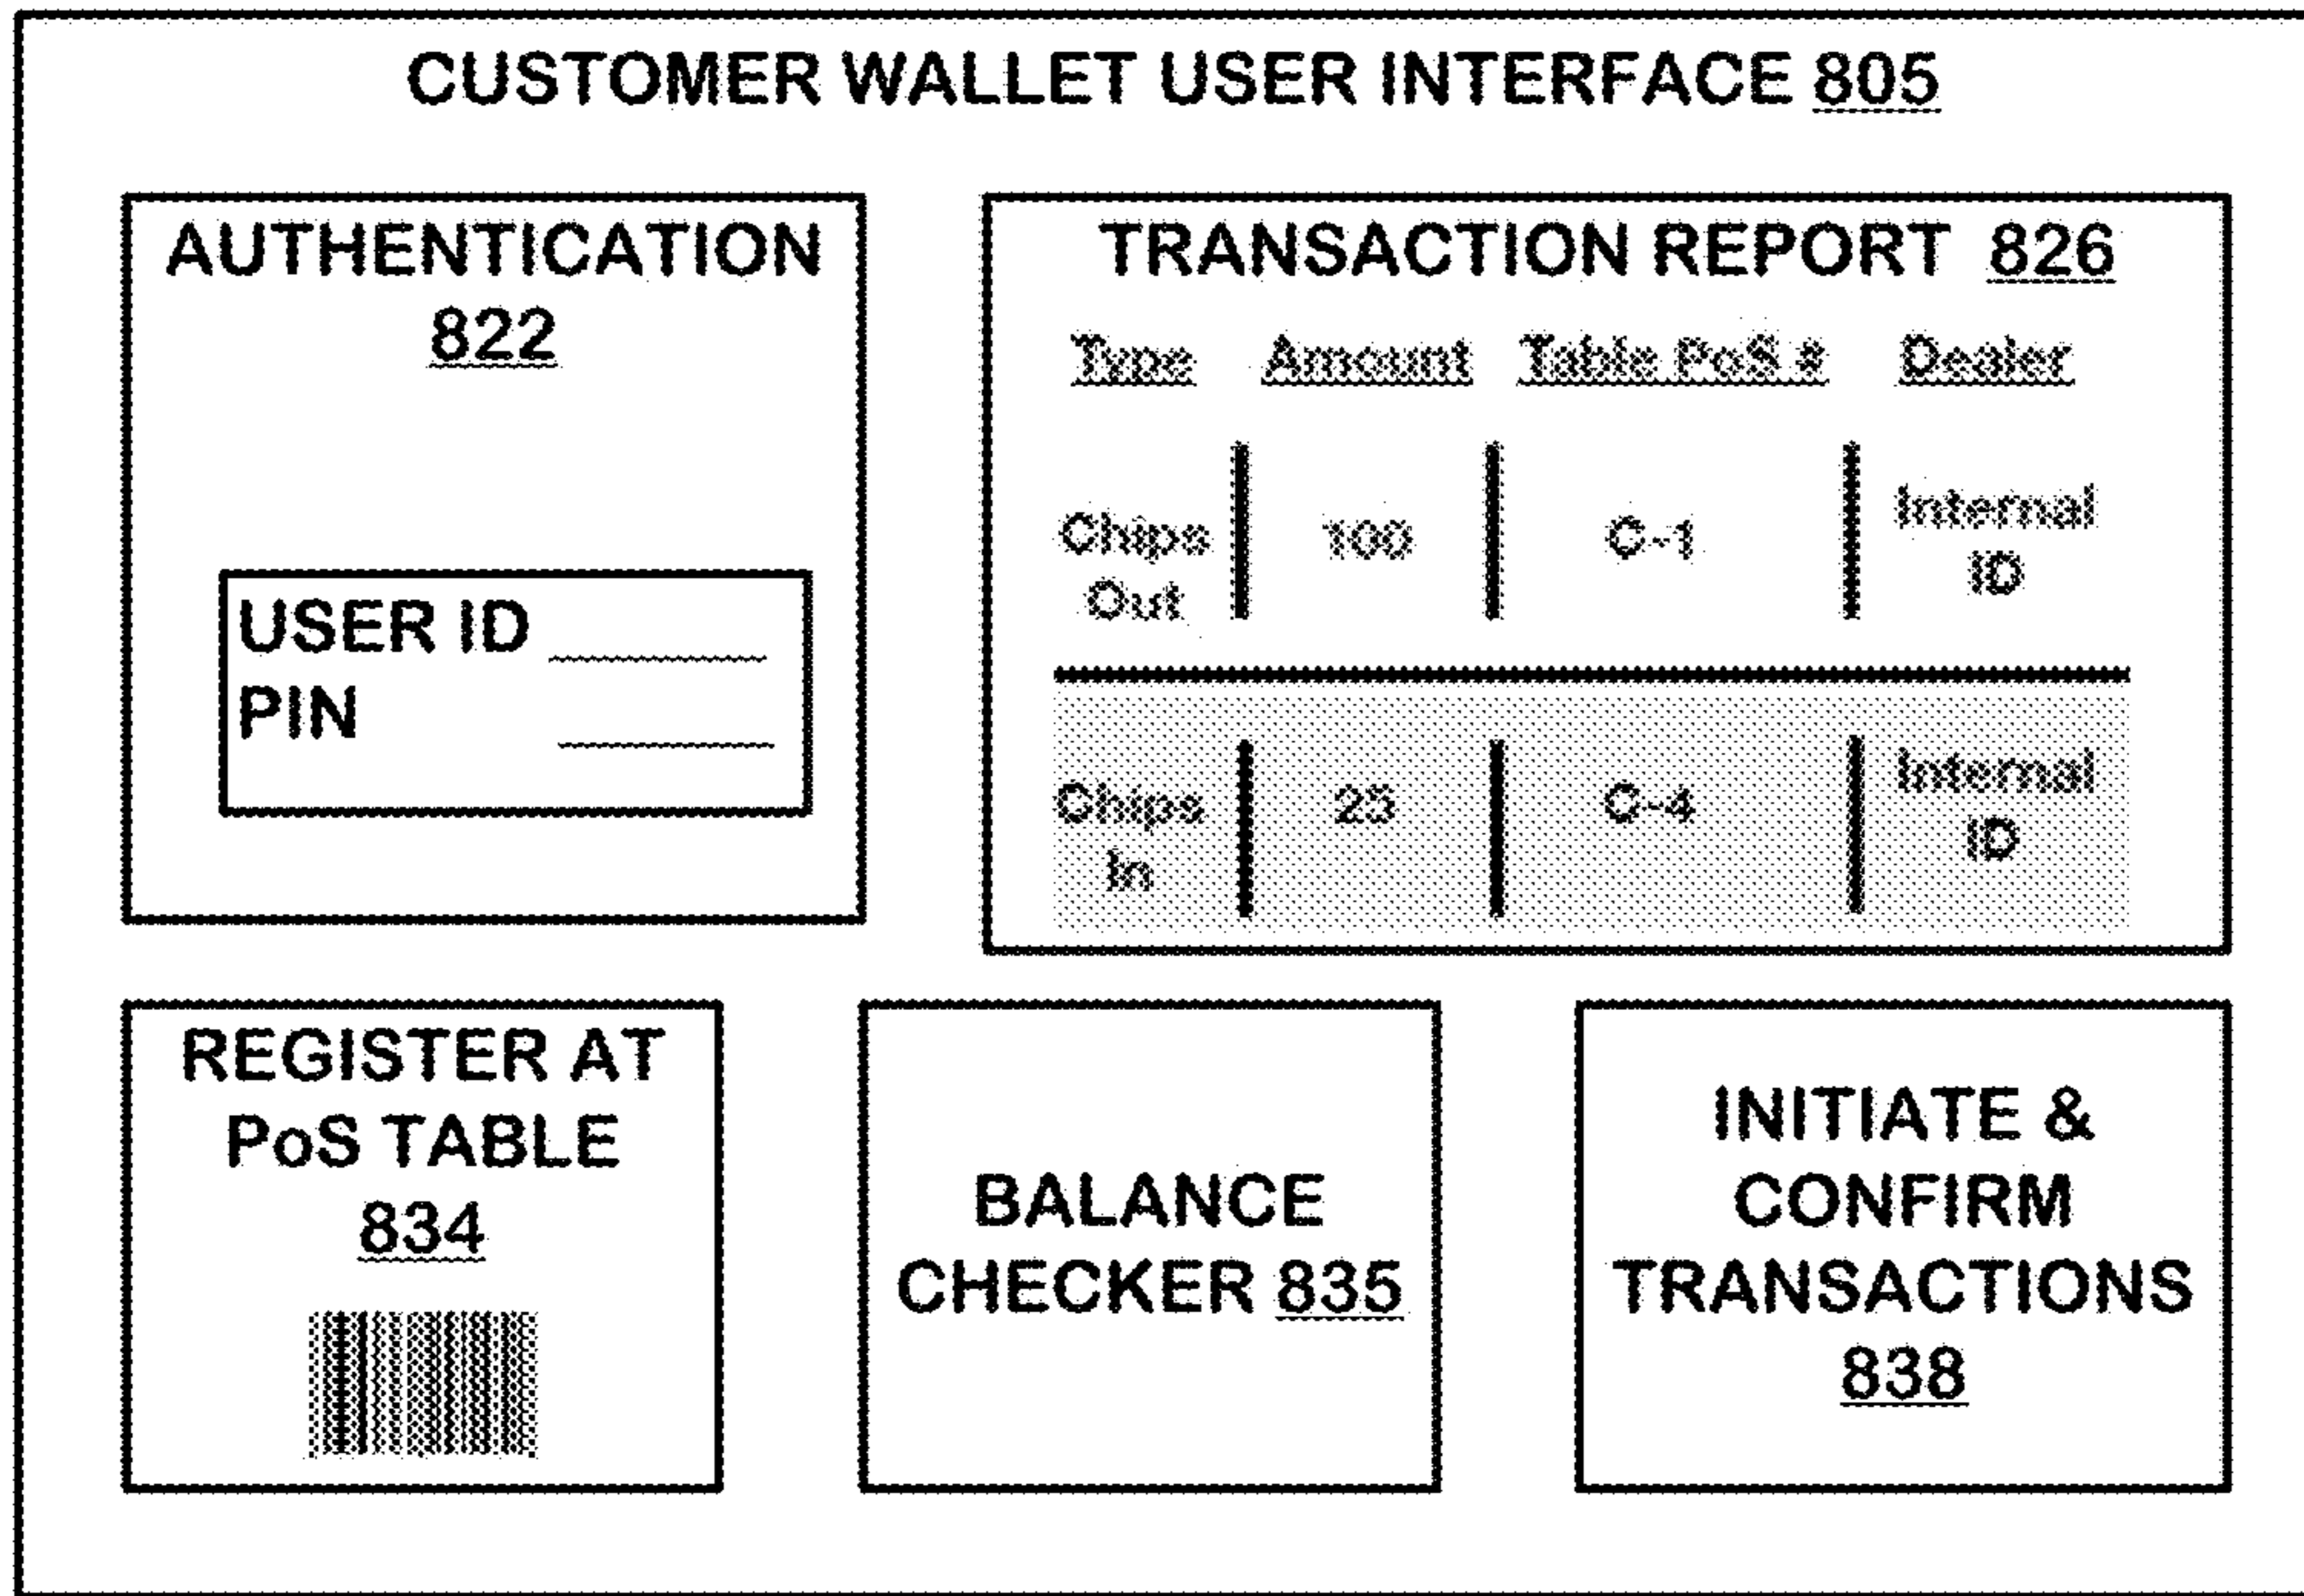 CUSTOMER WALLET USER INTERFACE 805
AUTHENTICATION
822
USER ID
PIN
TRANSACTION REPORT 826
Type Amount Table PoS # Dealer
Chips Out 100 C-1 Internal ID
Chips In 25 C-4 Internal ID
REGISTER AT
PoS TABLE
834
BALANCE
CHECKER 835
INITIATE &
CONFIRM
TRANSACTIONS
838